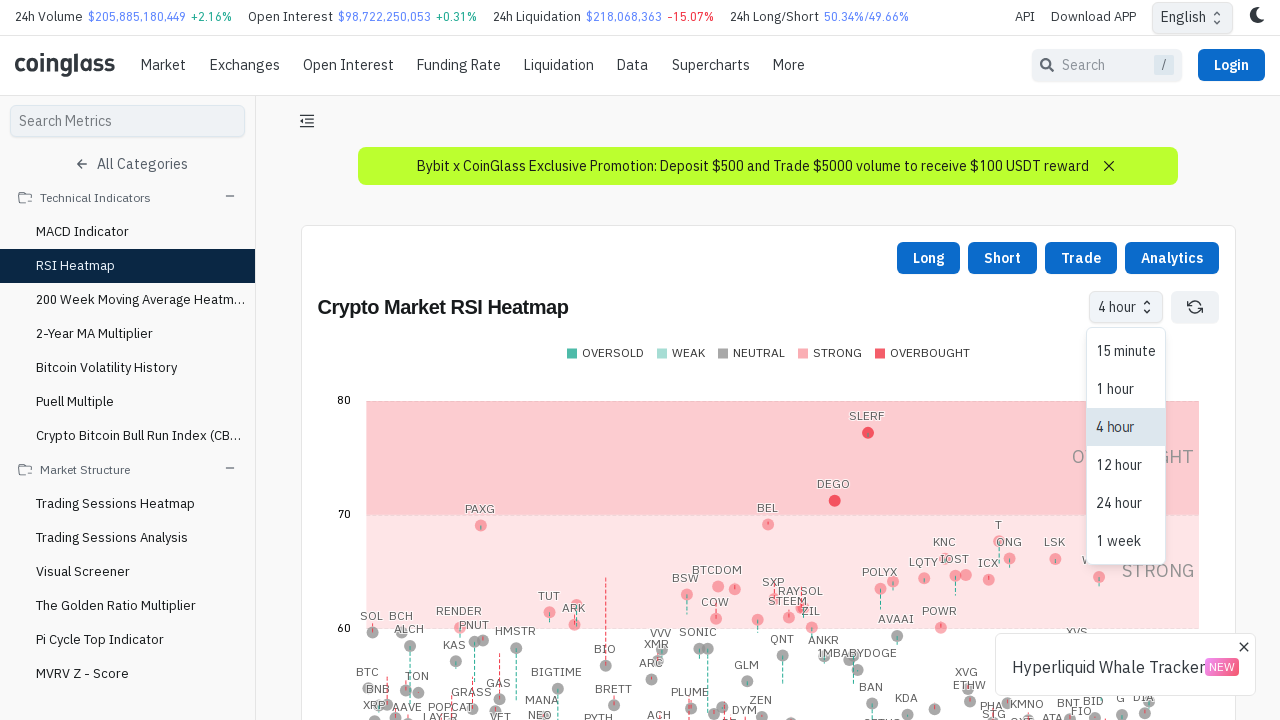 24h Volume $205,885,180,449 +2.16% Open Interest $98,722,250,053 +0.31% 24h Liquidation $218,068,363 -15.07% 24h Long/Short 50.34%/49.66% API Download APP English
coinglass Market Exchanges Open Interest Funding Rate Liquidation Data Supercharts More Search / Login
Search Metrics
All Categories
Technical Indicators
MACD Indicator
RSI Heatmap
200 Week Moving Average Heatm...
2-Year MA Multiplier
Bitcoin Volatility History
Puell Multiple
Crypto Bitcoin Bull Run Index (CB...
Market Structure
Trading Sessions Heatmap
Trading Sessions Analysis
Visual Screener
The Golden Ratio Multiplier
Pi Cycle Top Indicator
MVRV Z - Score
Bybit x CoinGlass Exclusive Promotion: Deposit $500 and Trade $5000 volume to receive $100 USDT reward
Long Short Trade Analytics
Crypto Market RSI Heatmap
4 hour
15 minute
1 hour
4 hour
12 hour
24 hour
1 week
OVERSOLD WEAK NEUTRAL STRONG OVERBOUGHT
80
SLERF
DEGO
70
PAXG BEL
T
KNC ONG LSK
LQTY IOST ICX
STRONG
BTCDOM
BSW SXP POLYX
RAYSOL
TUT COW STEEM
ARK ZIL
60
SOL BCH RENDER POWR
ALCH PNUT HMSTR VVV SONIC AVAAI
KAS BIO XMR QNT ANKR 1MBABYDOGE
ARC GLM
BTC TON BIGTIME XVG
BNB GRASS GAS BRETT PLUME BAN ETHW
XRP AAVE POPCAT MANA ZEN KDA PHA KMNO BNT BID G DIA
LAYER VET NEO PYTH ACH DYM STG FIO
ATA
Hyperliquid Whale Tracker NEW